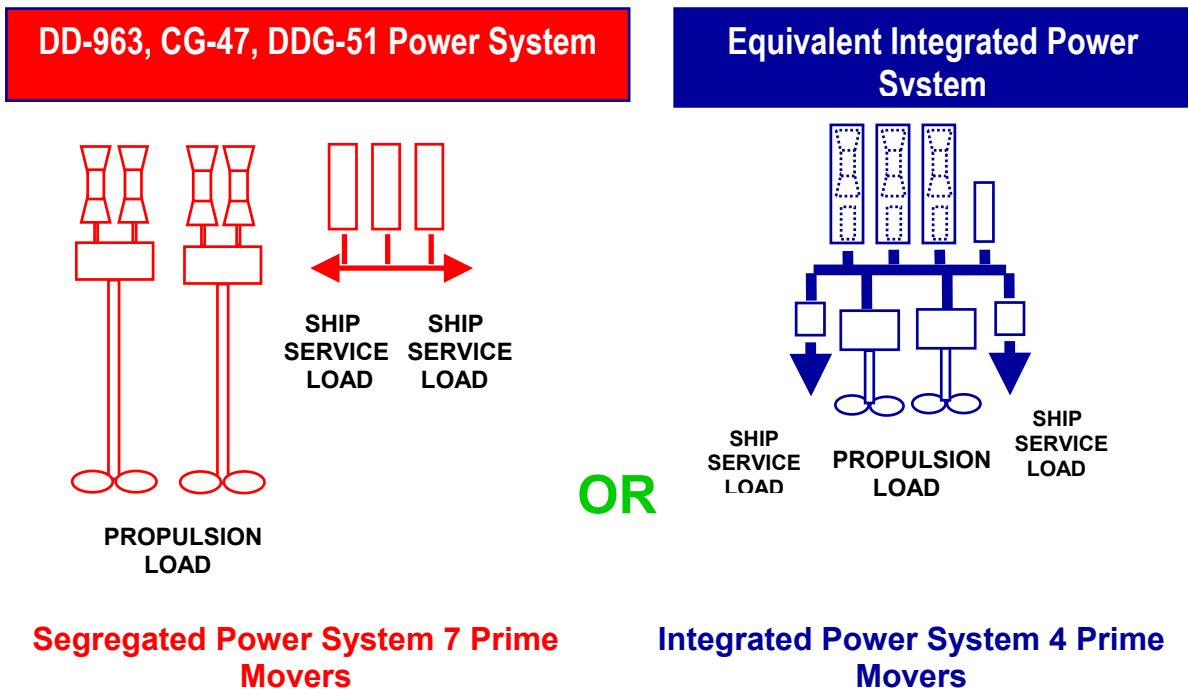 DD-963, CG-47, DDG-51 Power System
Equivalent Integrated Power
System
SHIP
SERVICE
LOAD
SHIP
SERVICE
LOAD
PROPULSION
LOAD
OR
SHIP
SERVICE
LOAD
PROPULSION
LOAD
SHIP
SERVICE
LOAD
Segregated Power System 7 Prime
Movers
Integrated Power System 4 Prime
Movers